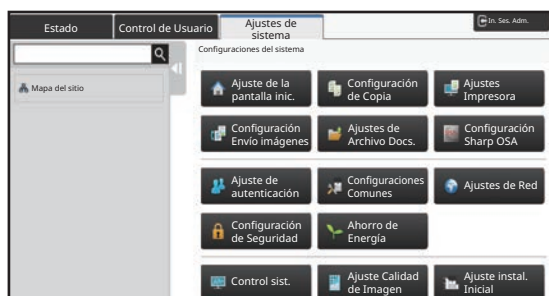 Estado
Control de Usuario
Ajustes de
sistema
In. Ses. Adm.
Configuraciones del sistema
Mapa del sitio
Ajuste de la
pantalla inic.
Configuración
de Copia
Ajustes
Impresora
Configuración
Envío imágenes
Ajustes de
Archivo Docs.
Configuración
Sharp OSA
Ajuste de
autenticación
Configuraciones
Comunes
Ajustes de Red
Configuración
de Seguridad
Ahorro de
Energía
Control sist.
Ajuste Calidad
de Imagen
Ajuste instal.
Inicial